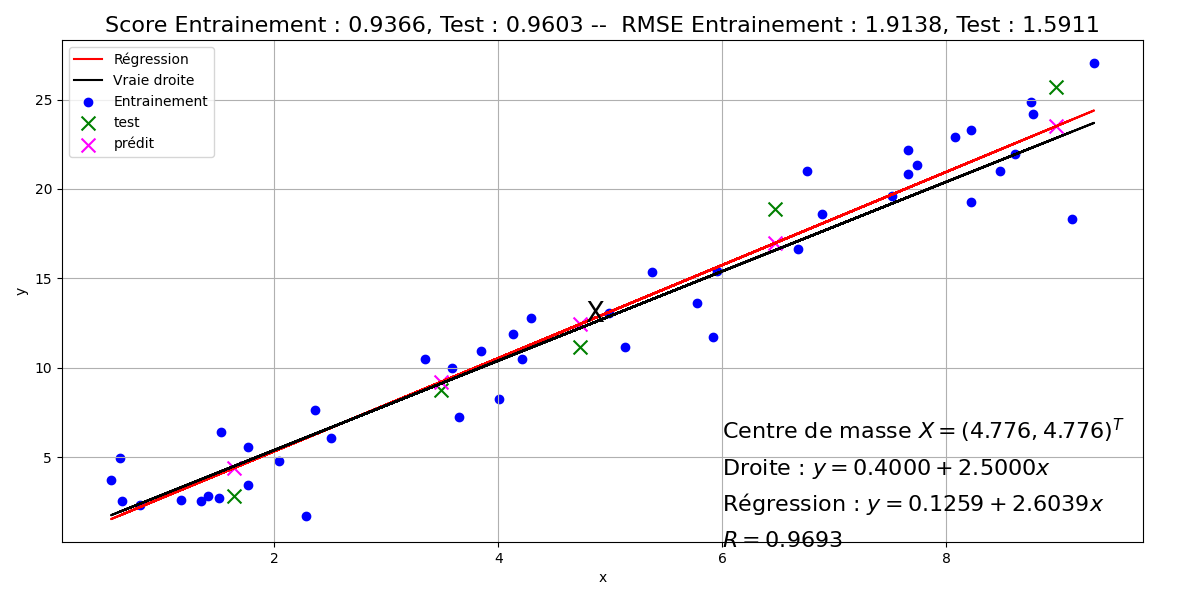 Score Entrainement : 0.9366, Test : 0.9603 --  RMSE Entrainement : 1.9138, Test : 1.5911
Régression
Vraie droite
Entrainement
test
prédit
25
20
15
10
5
y
X
Centre de masse X = (4.776, 4.776)^T
Droite : y = 0.4000 + 2.5000x
Régression : y = 0.1259 + 2.6039x
R = 0.9693
2
4
6
8
x